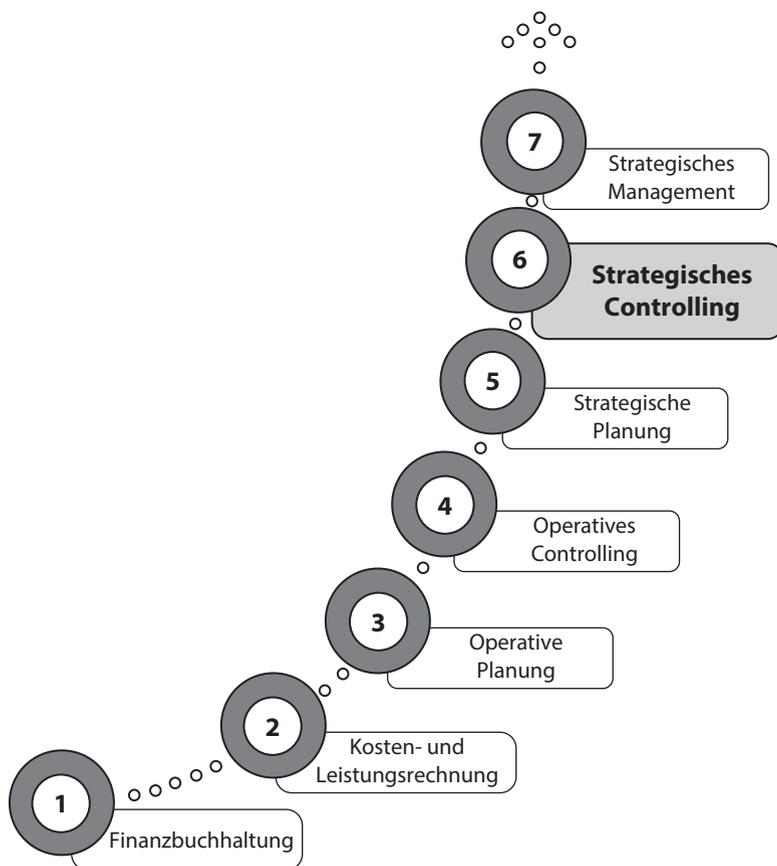 7
Strategisches
Management
6
Strategisches
Controlling
5
Strategische
Planung
4
Operatives
Controlling
3
Operative
Planung
2
Kosten- und
Leistungsrechnung
1
Finanzbuchhaltung